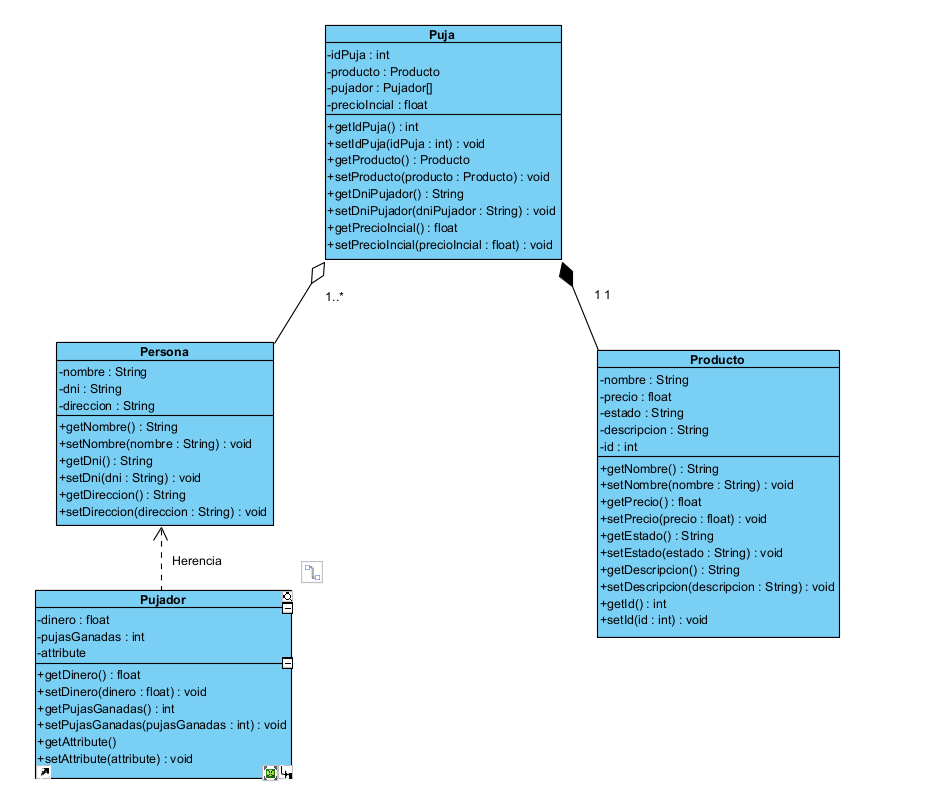 Puja
-idPuja : int
-producto : Producto
-pujador : Pujador[]
-precioIncial : float
+getIdPuja() : int
+setIdPuja(idPuja : int) : void
+getProducto() : Producto
+setProducto(producto : Producto) : void
+getDniPujador() : String
+setDniPujador(dniPujador : String) : void
+getPrecioIncial() : float
+setPrecioIncial(precioIncial : float) : void
1..*
1 1
Persona
-nombre : String
-dni : String
-direccion : String
+getNombre() : String
+setNombre(nombre : String) : void
+getDni() : String
+setDni(dni : String) : void
+getDireccion() : String
+setDireccion(direccion : String) : void
Producto
-nombre : String
-precio : float
-estado : String
-descripcion : String
-id : int
+getNombre() : String
+setNombre(nombre : String) : void
+getPrecio() : float
+setPrecio(precio : float) : void
+getEstado() : String
+setEstado(estado : String) : void
+getDescripcion() : String
+setDescripcion(descripcion : String) : void
+getId() : int
+setId(id : int) : void
Herencia
Pujador
-dinero : float
-pujasGanadas : int
-attribute
+getDinero() : float
+setDinero(dinero : float) : void
+getPujasGanadas() : int
+setPujasGanadas(pujasGanadas : int) : void
+getAttribute()
+setAttribute(attribute) : void